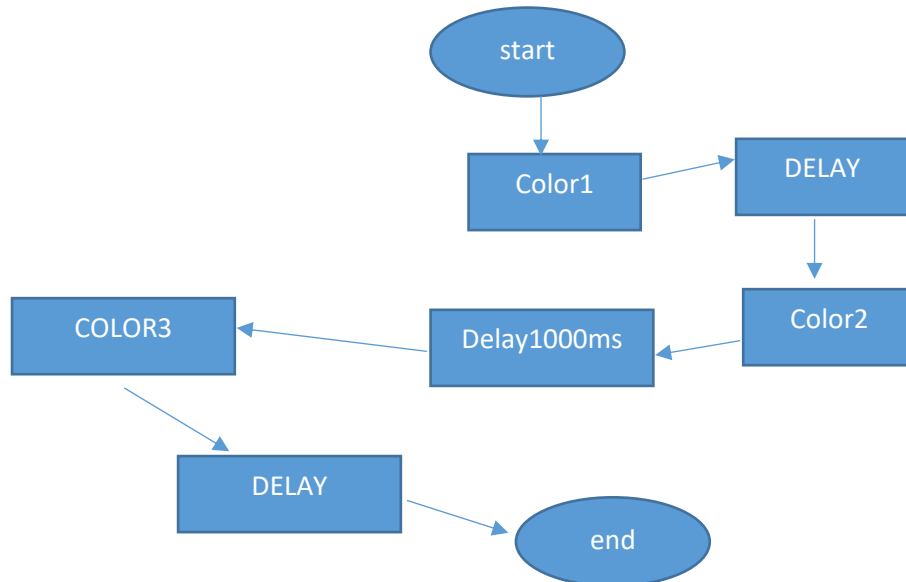 start
Color1
DELAY
Color2
Delay1000ms
COLOR3
DELAY
end